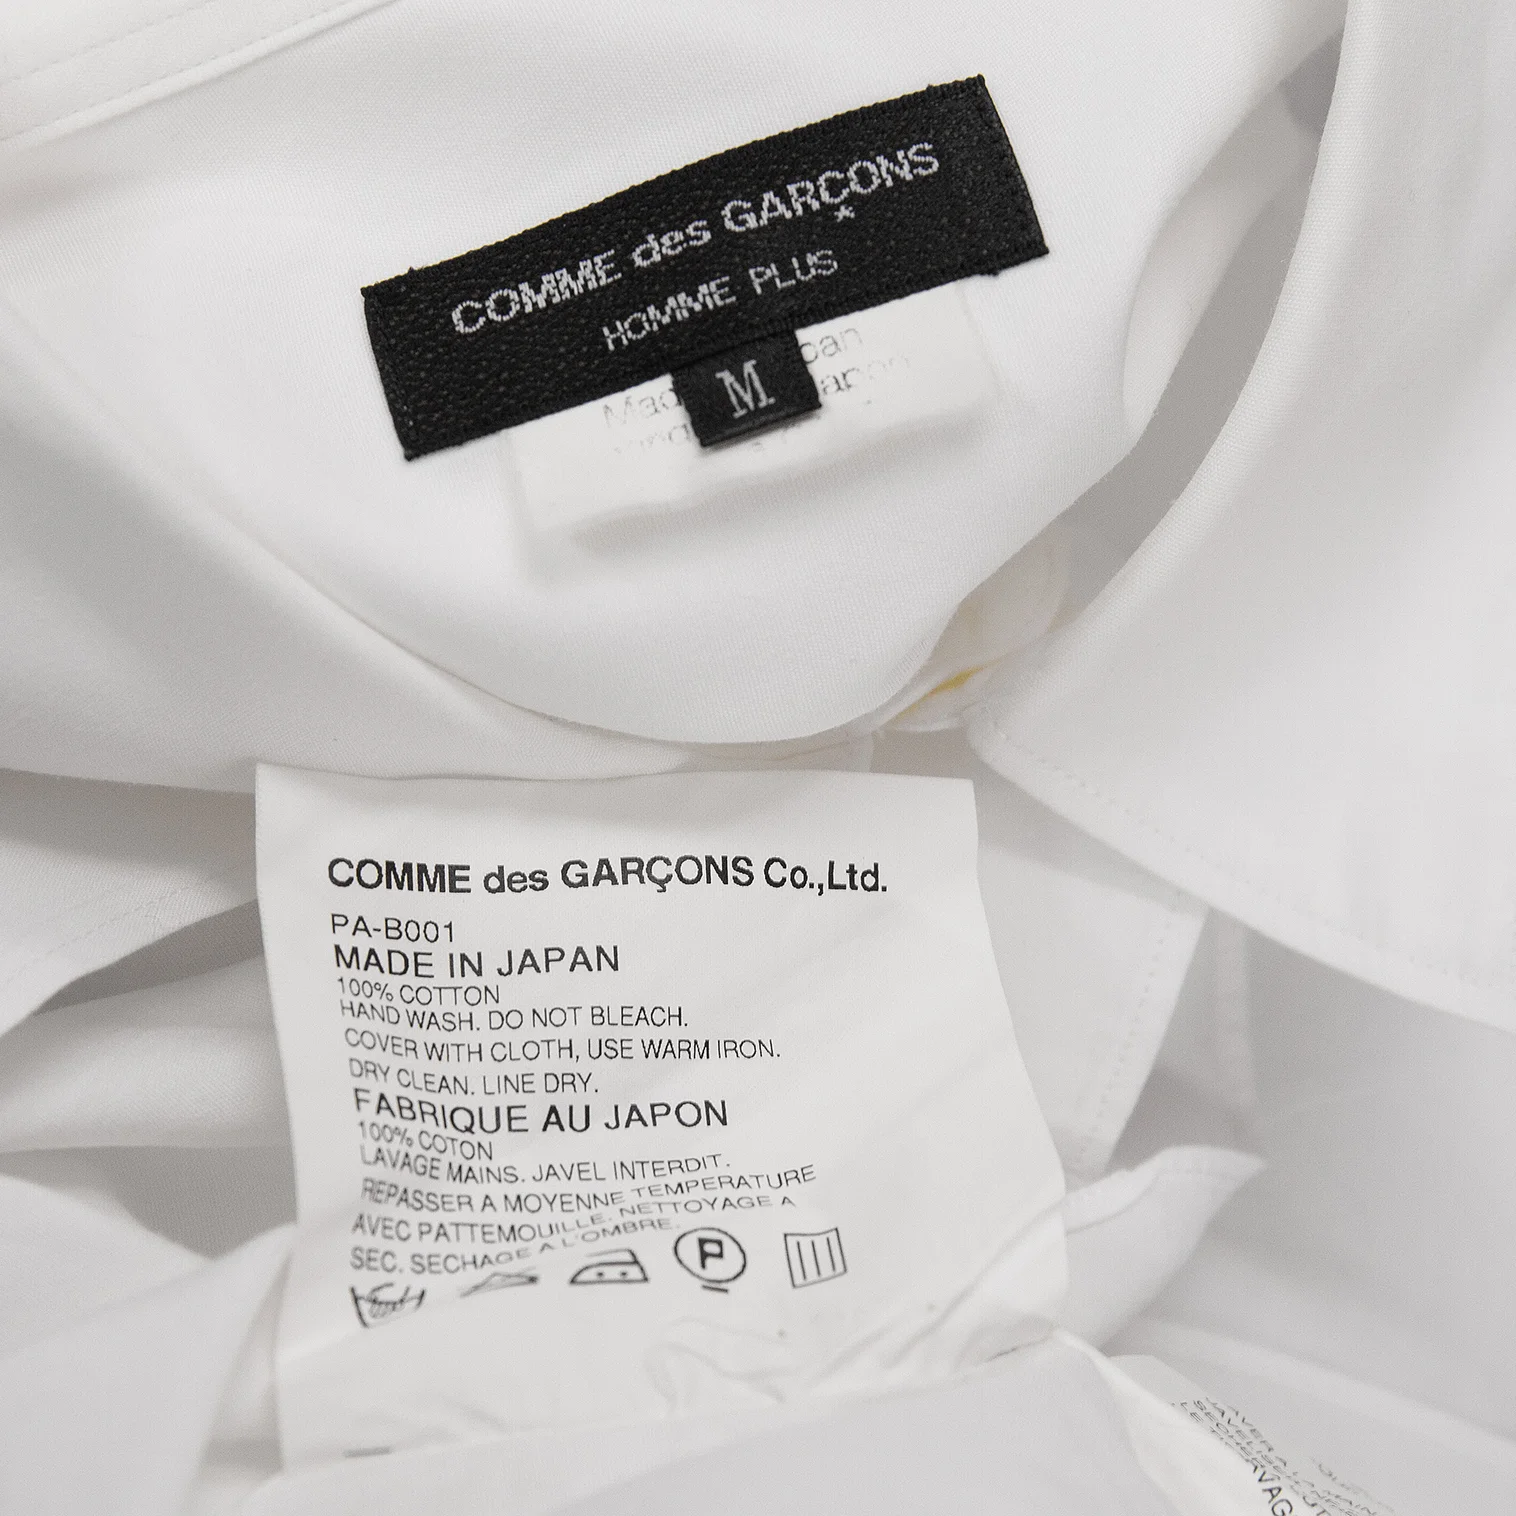 COMME des GARÇONS
HOMME PLUS
M
COMME des GARÇONS Co.,Ltd.
PA-B001
MADE IN JAPAN
100% COTTON
HAND WASH. DO NOT BLEACH.
COVER WITH CLOTH, USE WARM IRON.
DRY CLEAN. LINE DRY.
FABRIQUE AU JAPON
100% COTON
LAVAGE MAINS. JAVEL INTERDIT.
REPASSER A MOYENNE TEMPERATURE
AVEC PATTEMOUILLE. NETTOYAGE A
SEC. SECHAGE A L'OMBRE.
P